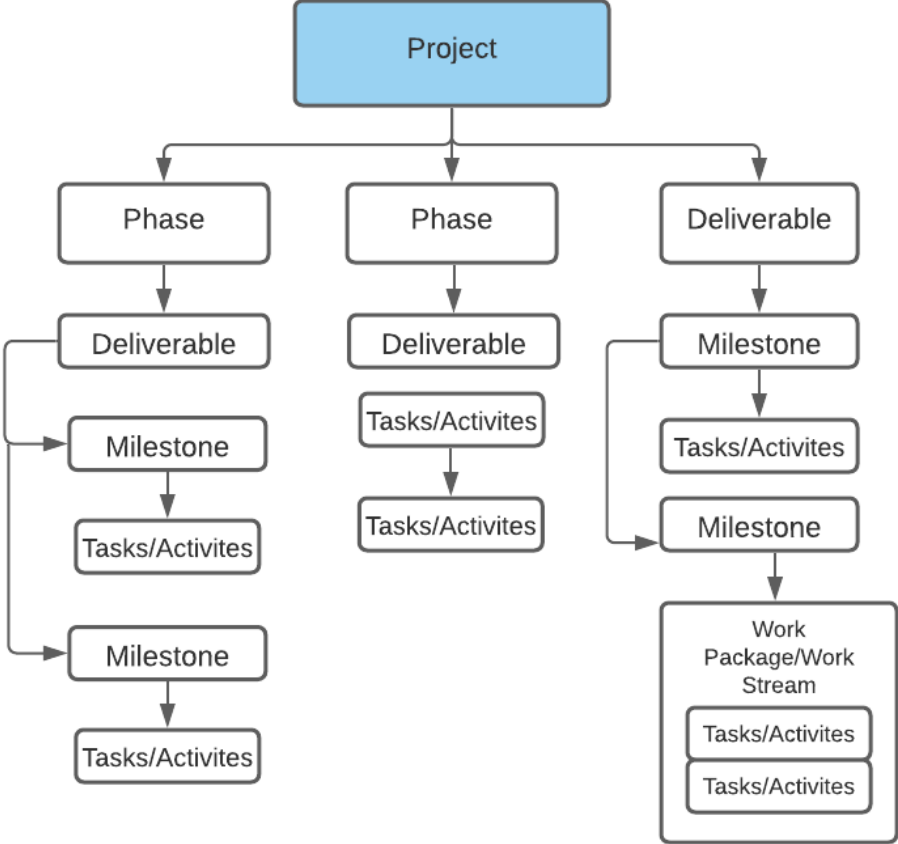 Project
Phase
Deliverable
Milestone
Tasks/Activites
Milestone
Tasks/Activites
Phase
Deliverable
Tasks/Activites
Tasks/Activites
Deliverable
Milestone
Tasks/Activites
Milestone
Work
Package/Work
Stream
Tasks/Activites
Tasks/Activites